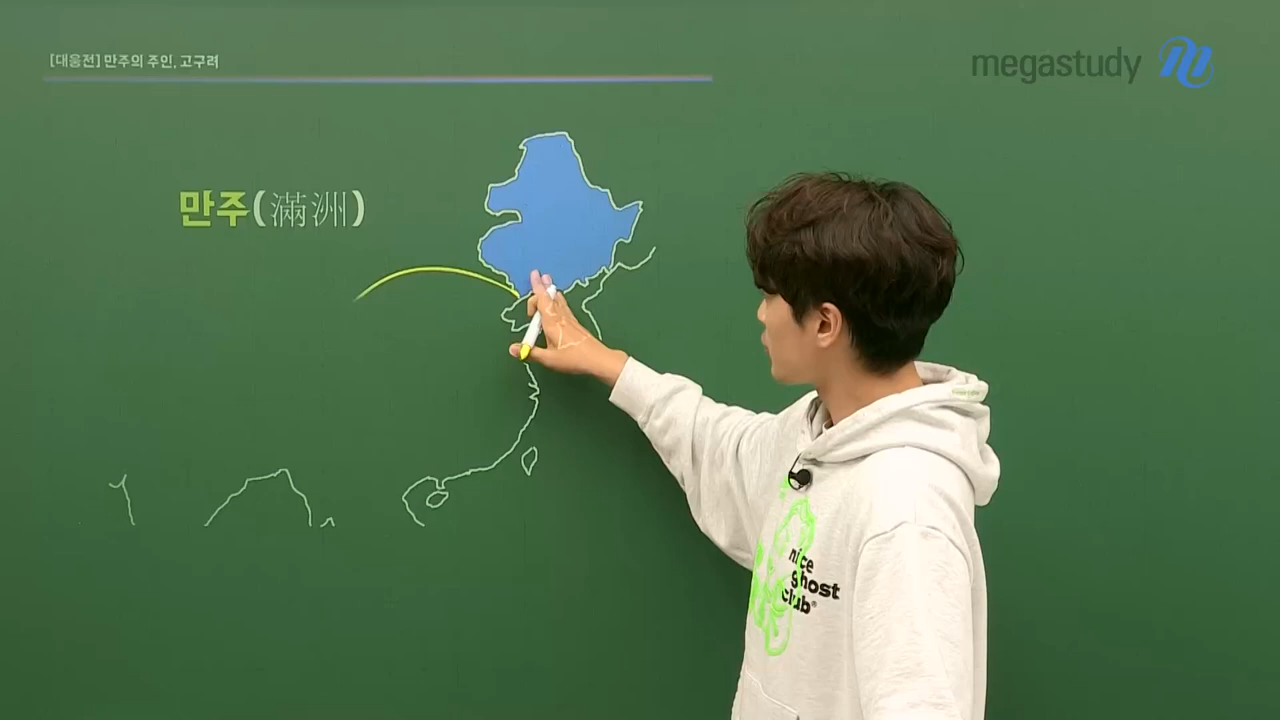 [대응전] 만주의 주인, 고구려
megastudy
만주(滿洲)
nice
ghost
club®